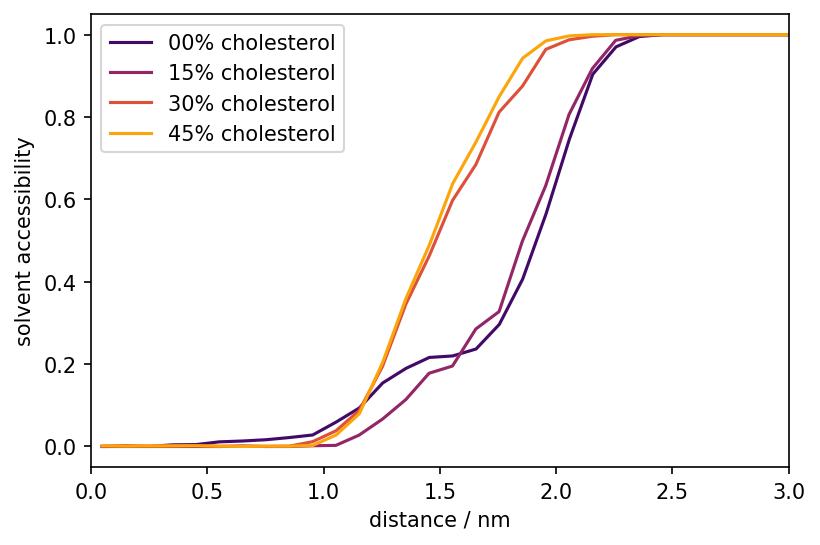 1.0
0.8
0.6
0.4
0.2
0.0
solvent accessibility
00% cholesterol
15% cholesterol
30% cholesterol
45% cholesterol
0.0 0.5 1.0 1.5 2.0 2.5 3.0
distance / nm